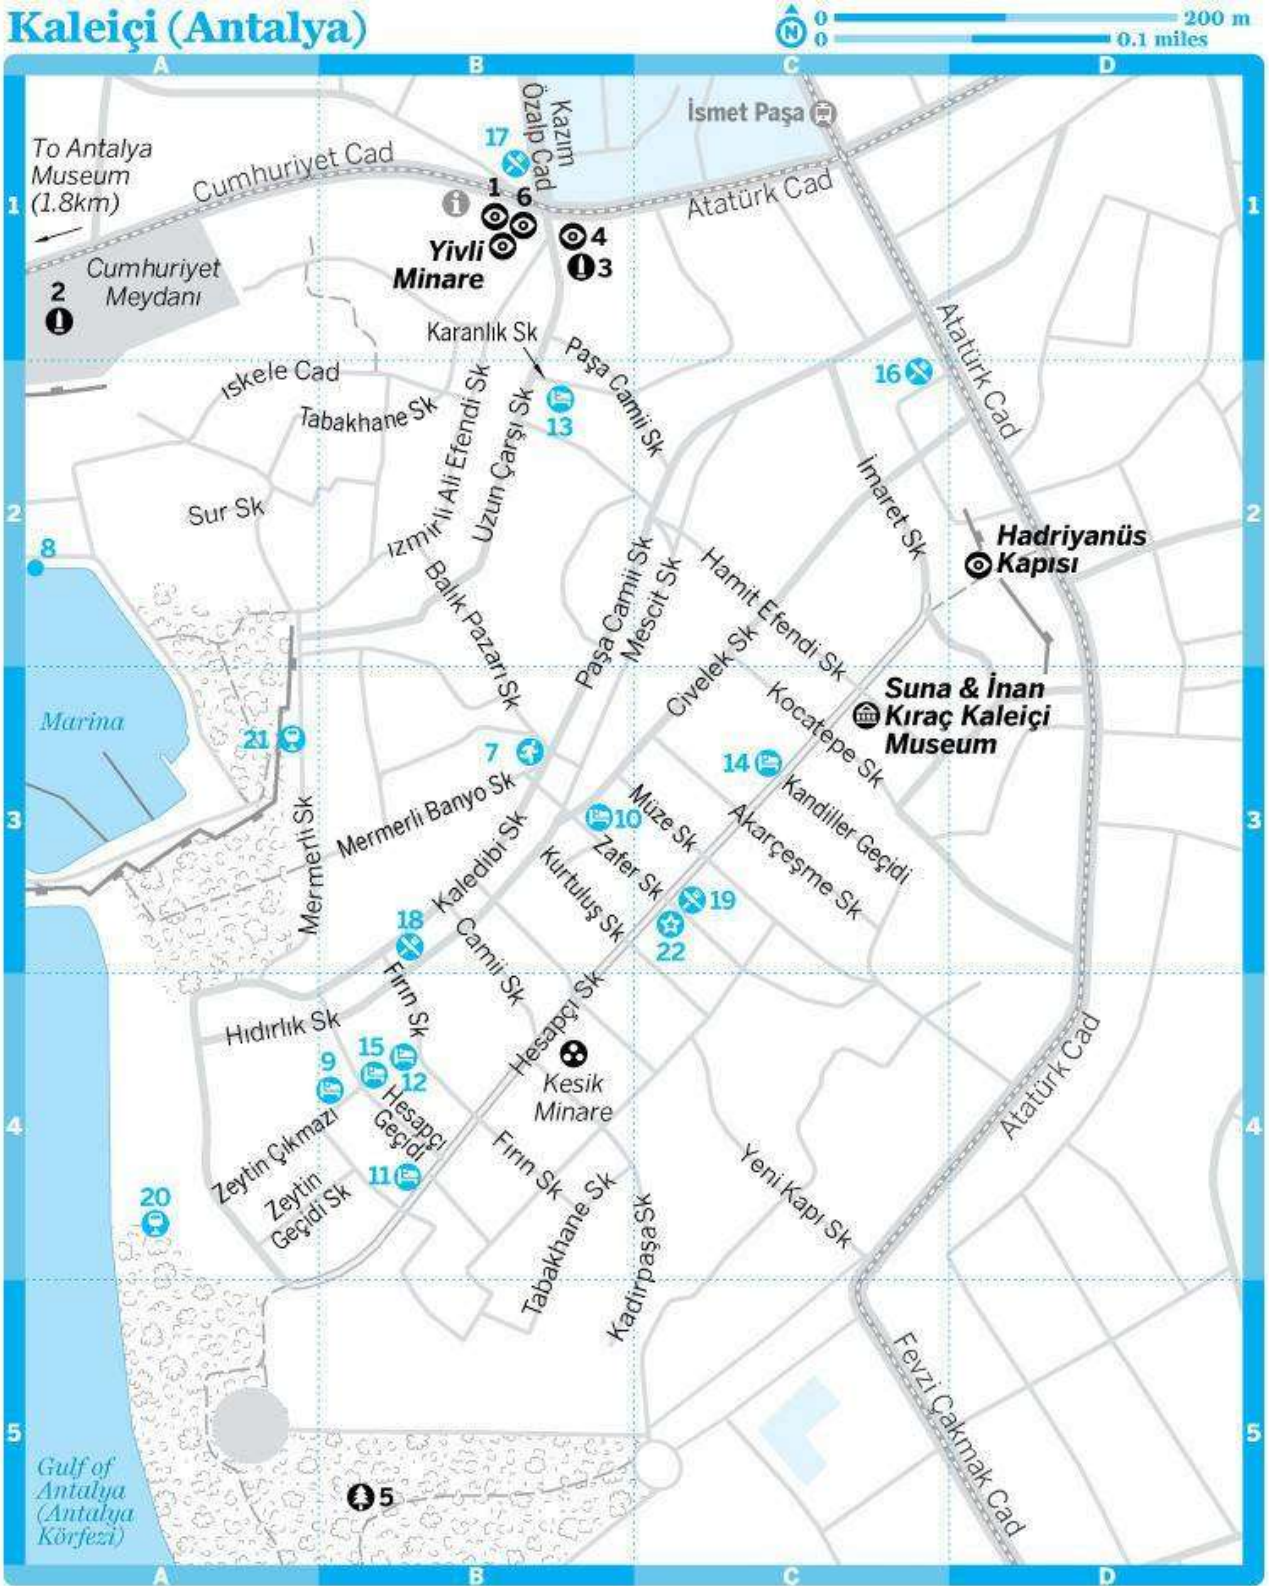 Kaleiçi (Antalya)
N
0
200 m
0
0.1 miles
A
B
C
D
To Antalya
Museum
(1.8km)
Cumhuriyet Cad
17
Kazım
Özalp Cad
İsmet Paşa
1
1
6
Atatürk Cad
1
Yivli
Minare
4
3
Cumhuriyet
Meydanı
2
Karanlık Sk
Paşa Camii Sk
Atatürk Cad
16
ıskele Cad
Tabakhane Sk
13
ızmirli Ali Efendi Sk
Uzun Çarşı Sk
İmaret Sk
2
Sur Sk
2
8
Hadriyanüs
Kapısı
Balık Pazarı Sk
Paşa Camii Sk
Mescit Sk
Hamit Efendi Sk
Civelek Sk
Marina
21
7
Kocatepe Sk
Suna & İnan
Kıraç Kaleiçi
Museum
14
3
Mermerli Sk
Mermerli Banyo Sk
10
Müze Sk
Kandiller Geçidi
3
Kaledibi Sk
Kurtuluş Sk
Zafer Sk
Akarçeşme Sk
19
18
22
Camii Sk
Fırın Sk
Hıdırlık Sk
Hesapçı Sk
9
15
12
Kesik
Minare
Atatürk Cad
4
Hesapçı
Geçidi
4
Zeytin Çıkmazı
Zeytin
Geçidi Sk
11
Fırın Sk
Yeni Kapı Sk
20
Tabakhane Sk
Kadirpaşa Sk
Fevzi Çakmak Cad
5
5
Gulf of
Antalya
(Antalya
Körfezi)
5
A
B
C
D